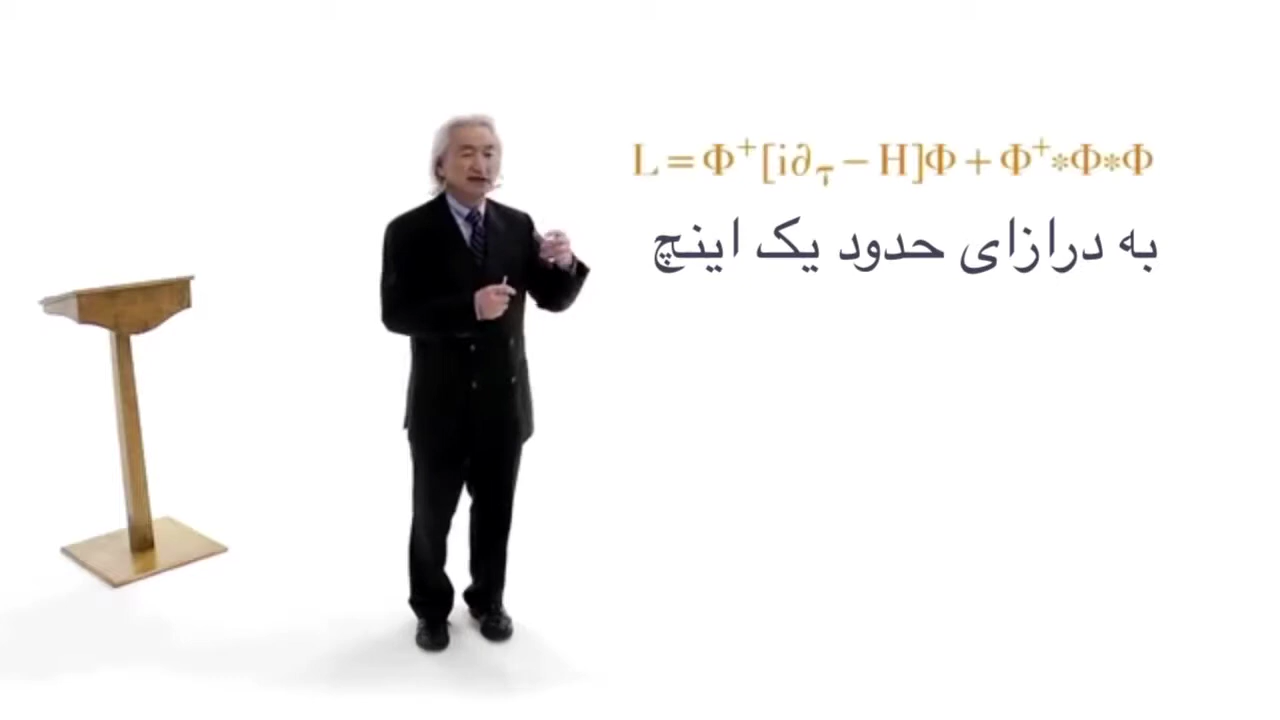 L = Φ⁺[i∂τ − H]Φ + Φ⁺*Φ*Φ
به درازای حدود یک اینچ